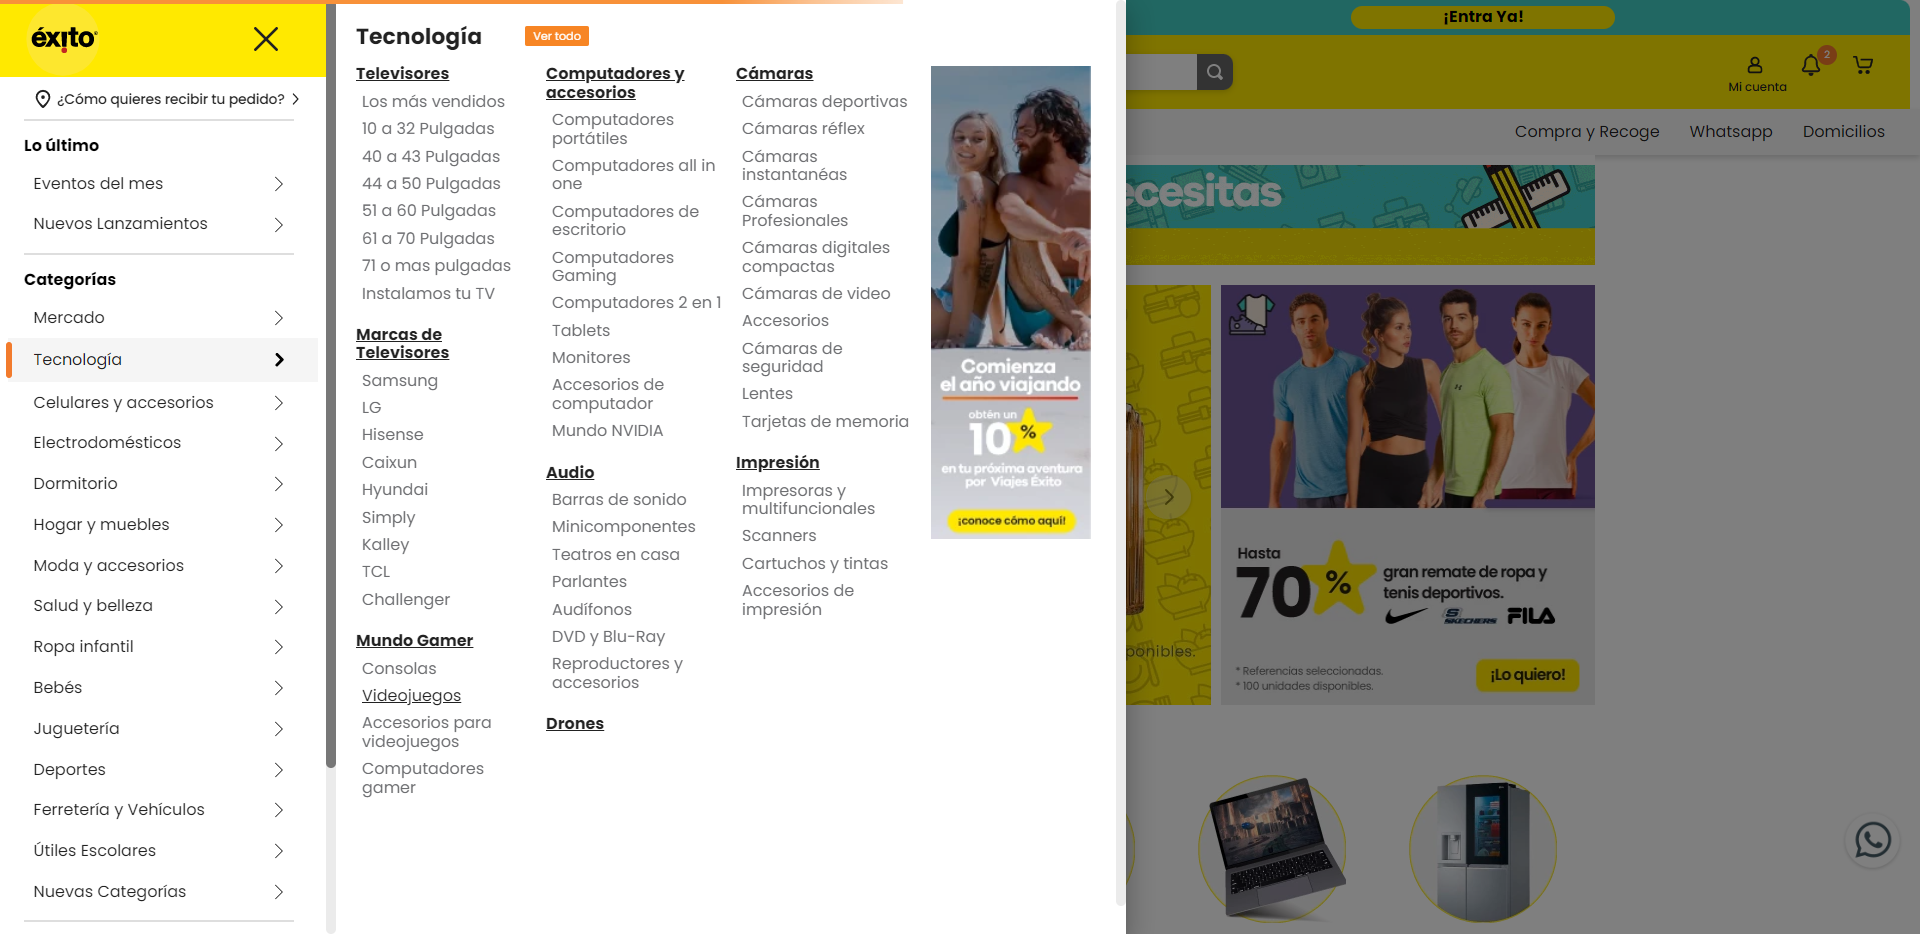 éxito
¿Cómo quieres recibir tu pedido?
Lo último
Eventos del mes
Nuevos Lanzamientos
Categorías
Mercado
Tecnología
Celulares y accesorios
Electrodomésticos
Dormitorio
Hogar y muebles
Moda y accesorios
Salud y belleza
Ropa infantil
Bebés
Juguetería
Deportes
Ferretería y Vehículos
Útiles Escolares
Nuevas Categorías
Tecnología
Ver todo
Televisores
Los más vendidos
10 a 32 Pulgadas
40 a 43 Pulgadas
44 a 50 Pulgadas
51 a 60 Pulgadas
61 a 70 Pulgadas
71 o mas pulgadas
Instalamos tu TV
Marcas de
Televisores
Samsung
LG
Hisense
Caixun
Hyundai
Simply
Kalley
TCL
Challenger
Mundo Gamer
Consolas
Videojuegos
Accesorios para
videojuegos
Computadores
gamer
Computadores y
accesorios
Computadores
portátiles
Computadores all in
one
Computadores de
escritorio
Computadores
Gaming
Computadores 2 en 1
Tablets
Monitores
Accesorios de
computador
Mundo NVIDIA
Audio
Barras de sonido
Minicomponentes
Teatros en casa
Parlantes
Audífonos
DVD y Blu-Ray
Reproductores y
accesorios
Drones
Cámaras
Cámaras deportivas
Cámaras réflex
Cámaras
instantanéas
Cámaras
Profesionales
Cámaras digitales
compactas
Cámaras de video
Accesorios
Cámaras de
seguridad
Lentes
Tarjetas de memoria
Impresión
Impresoras y
multifuncionales
Scanners
Cartuchos y tintas
Accesorios de
impresión
Comienza
el año viajando
obtén un
10%
en tu próxima aventura
por Viajes Éxito
¡conoce cómo aquí!
¡Entra Ya!
Mi cuenta
2
Compra y Recoge
Whatsapp
Domicilios
ecesitas
ponibles.
Hasta
70%
gran remate de ropa y
tenis deportivos.
SKECHERS
FILA
* Referencias seleccionadas.
* 100 unidades disponibles.
¡Lo quiero!